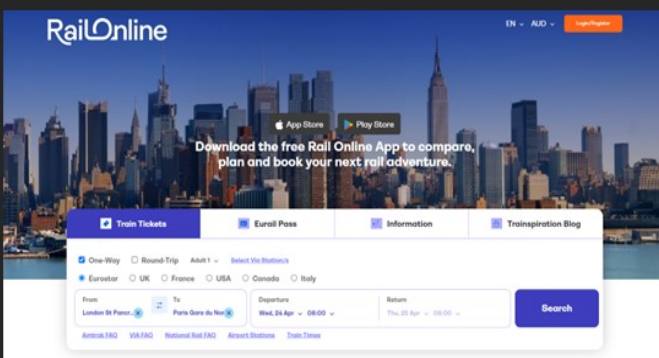 RailOnline
EN AUD Login/Register
App Store Play Store
Download the free Rail Online App to compare,
plan and book your next rail adventure.
Train Tickets Eurail Pass Information Trainspiration Blog
One-Way Round-Trip Adult 1 Select Via Station/s
Eurostar UK France USA Canada Italy
From To Departure Return
London St Pancr... Paris Gare du Nor Wed, 24 Apr 08:00 Thu, 25 Apr 08:00 Search
Amtrak FAQ VIA FAQ National Rail FAQ Airport Stations Train Times